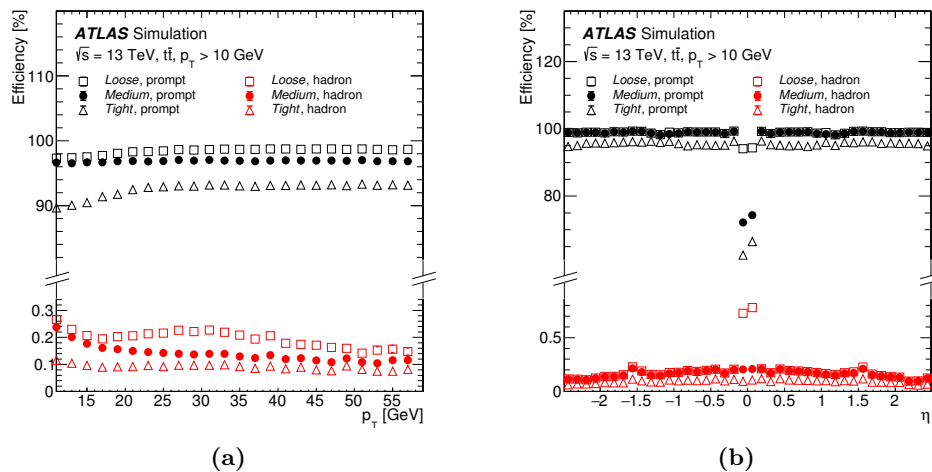 Efficiency [%]
ATLAS Simulation
√s = 13 TeV, tt̄, p_T > 10 GeV
Loose, prompt Loose, hadron
Medium, prompt Medium, hadron
Tight, prompt Tight, hadron
110
100
90
0.3
0.2
0.1
0
15 20 25 30 35 40 45 50 55
p_T [GeV]
(a)
Efficiency [%]
ATLAS Simulation
√s = 13 TeV, tt̄, p_T > 10 GeV
Loose, prompt Loose, hadron
Medium, prompt Medium, hadron
Tight, prompt Tight, hadron
120
100
80
0.5
0
−2 −1.5 −1 −0.5 0 0.5 1 1.5 2
η
(b)